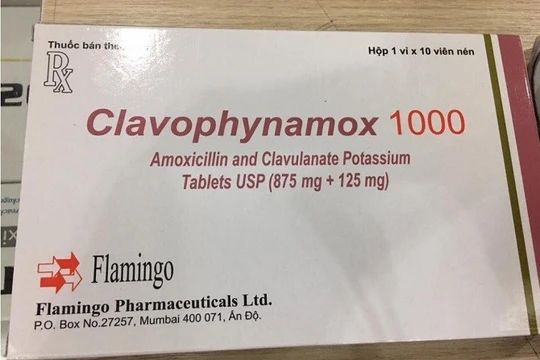 Thuốc bán the
Rx
Hộp 1 vỉ x 10 viên nén
Clavophynamox 1000
Amoxicillin and Clavulanate Potassium
Tablets USP (875 mg + 125 mg)
Flamingo
Flamingo Pharmaceuticals Ltd.
P.O. Box No.27257, Mumbai 400 071, Ấn Độ.